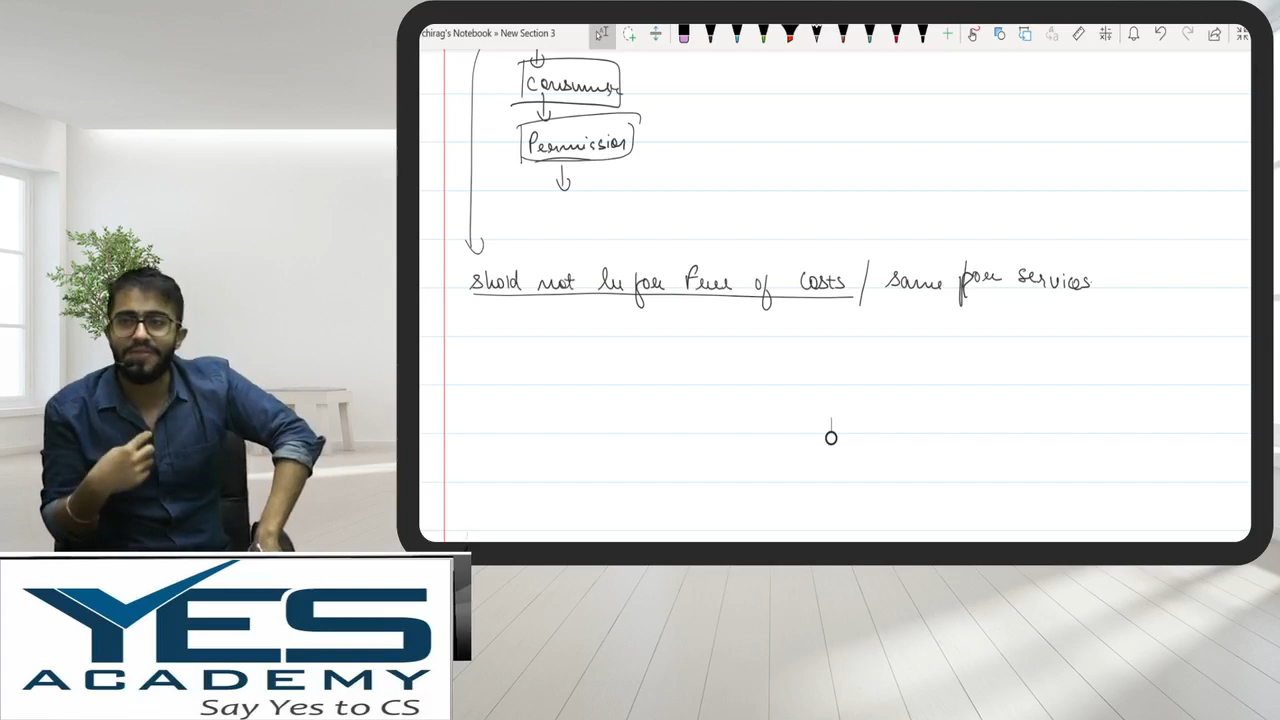 chirag's Notebook » New Section 3
Consumer
Permission
shold not be for Free of costs / same for services
YES
ACADEMY
Say Yes to CS